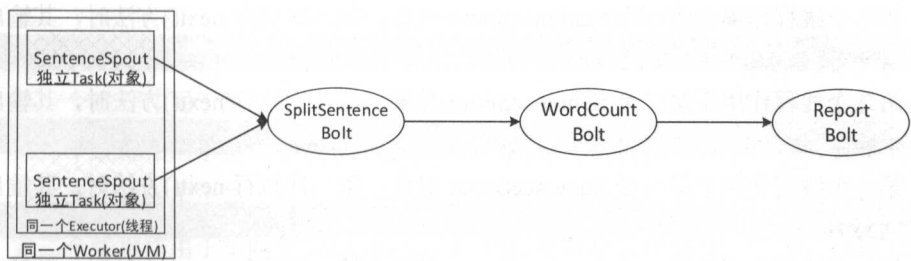 SentenceSpout
独立Task(对象)
SentenceSpout
独立Task(对象)
同一个Executor(线程)
同一个Worker(JVM)
SplitSentence
Bolt
WordCount
Bolt
Report
Bolt